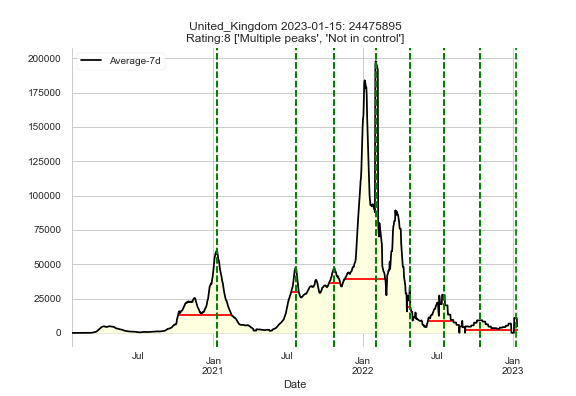 United_Kingdom 2023-01-15: 24475895
Rating:8 ['Multiple peaks', 'Not in control']
Average-7d
200000
175000
150000
125000
100000
75000
50000
25000
0
Jul
Jan
2021
Jul
Jan
2022
Jul
Jan
2023
Date